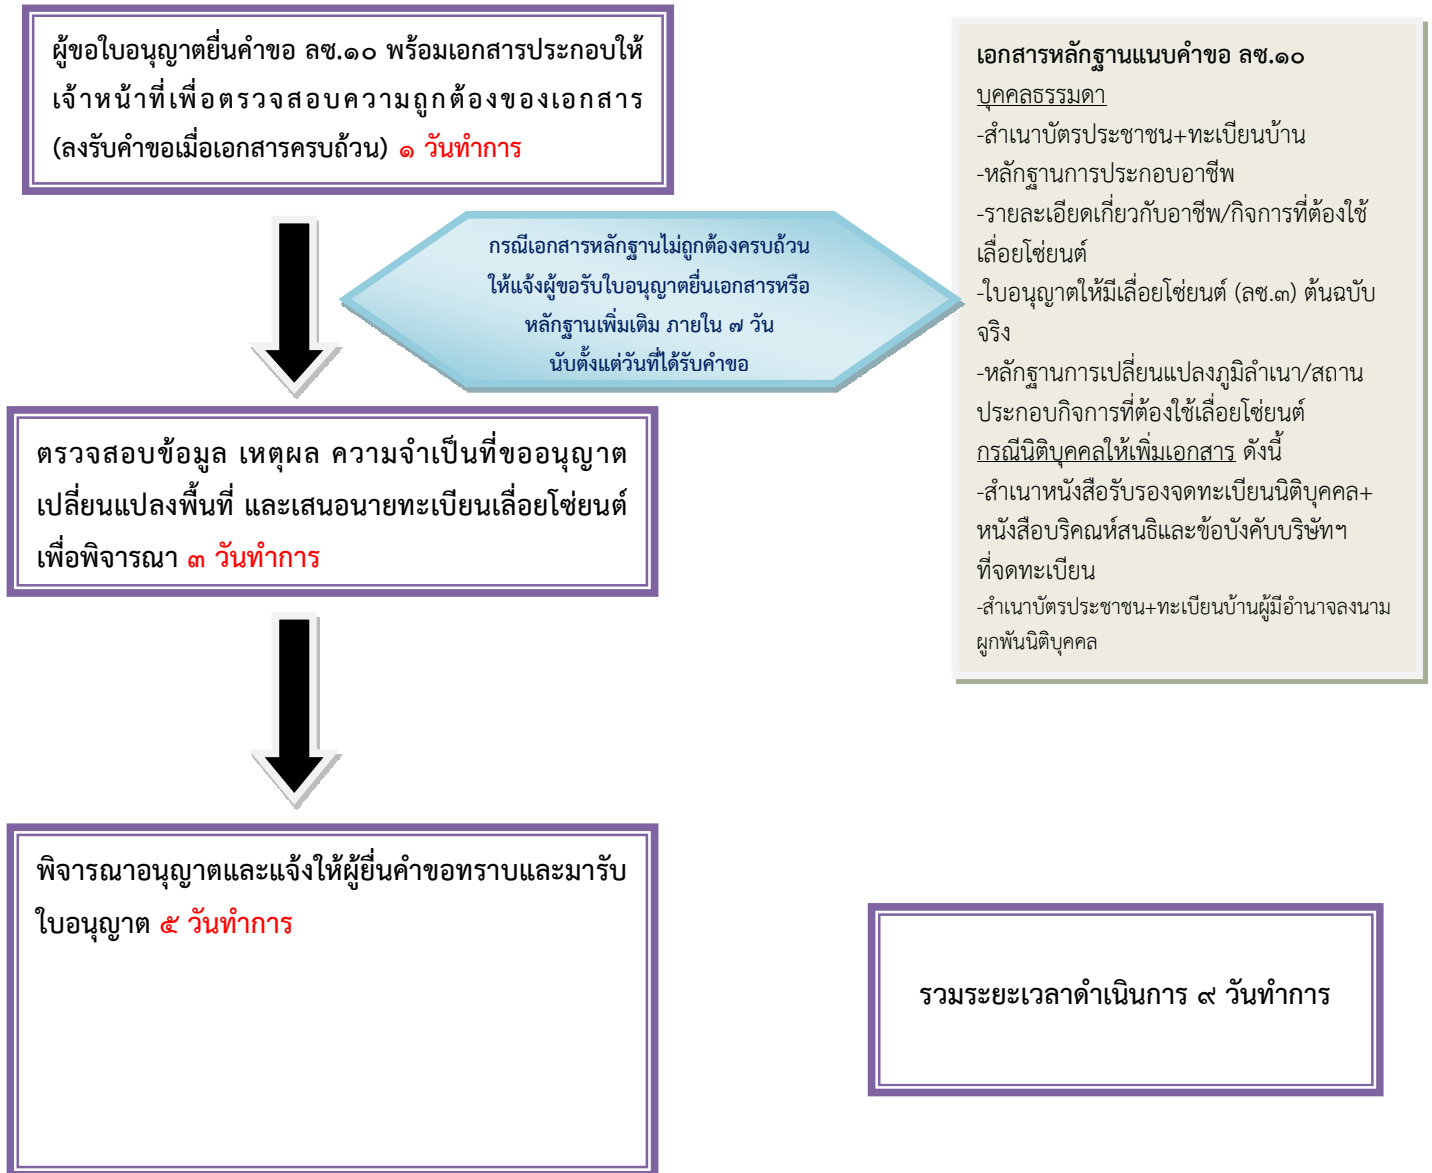 ผู้ขอใบอนุญาตยื่นคำขอ ลซ.๑๐ พร้อมเอกสารประกอบให้
เจ้าหน้าที่เพื่อตรวจสอบความถูกต้องของเอกสาร
(ลงรับคำขอเมื่อเอกสารครบถ้วน) ๑ วันทำการ
กรณีเอกสารหลักฐานไม่ถูกต้องครบถ้วน
ให้แจ้งผู้ขอรับใบอนุญาตยื่นเอกสารหรือ
หลักฐานเพิ่มเติม ภายใน ๗ วัน
นับตั้งแต่วันที่ได้รับคำขอ
เอกสารหลักฐานแนบคำขอ ลซ.๑๐
บุคคลธรรมดา
-สำเนาบัตรประชาชน+ทะเบียนบ้าน
-หลักฐานการประกอบอาชีพ
-รายละเอียดเกี่ยวกับอาชีพ/กิจการที่ต้องใช้
เลื่อยโซ่ยนต์
-ใบอนุญาตให้มีเลื่อยโซ่ยนต์ (ลซ.๓) ต้นฉบับ
จริง
-หลักฐานการเปลี่ยนแปลงภูมิลำเนา/สถาน
ประกอบกิจการที่ต้องใช้เลื่อยโซ่ยนต์
กรณีนิติบุคคลให้เพิ่มเอกสาร ดังนี้
-สำเนาหนังสือรับรองจดทะเบียนนิติบุคคล+
หนังสือบริคณห์สนธิและข้อบังคับบริษัทฯ
ที่จดทะเบียน
-สำเนาบัตรประชาชน+ทะเบียนบ้านผู้มีอำนาจลงนาม
ผูกพันนิติบุคคล
ตรวจสอบข้อมูล เหตุผล ความจำเป็นที่ขออนุญาต
เปลี่ยนแปลงพื้นที่ และเสนอนายทะเบียนเลื่อยโซ่ยนต์
เพื่อพิจารณา ๓ วันทำการ
พิจารณาอนุญาตและแจ้งให้ผู้ยื่นคำขอทราบและมารับ
ใบอนุญาต ๕ วันทำการ
รวมระยะเวลาดำเนินการ ๙ วันทำการ